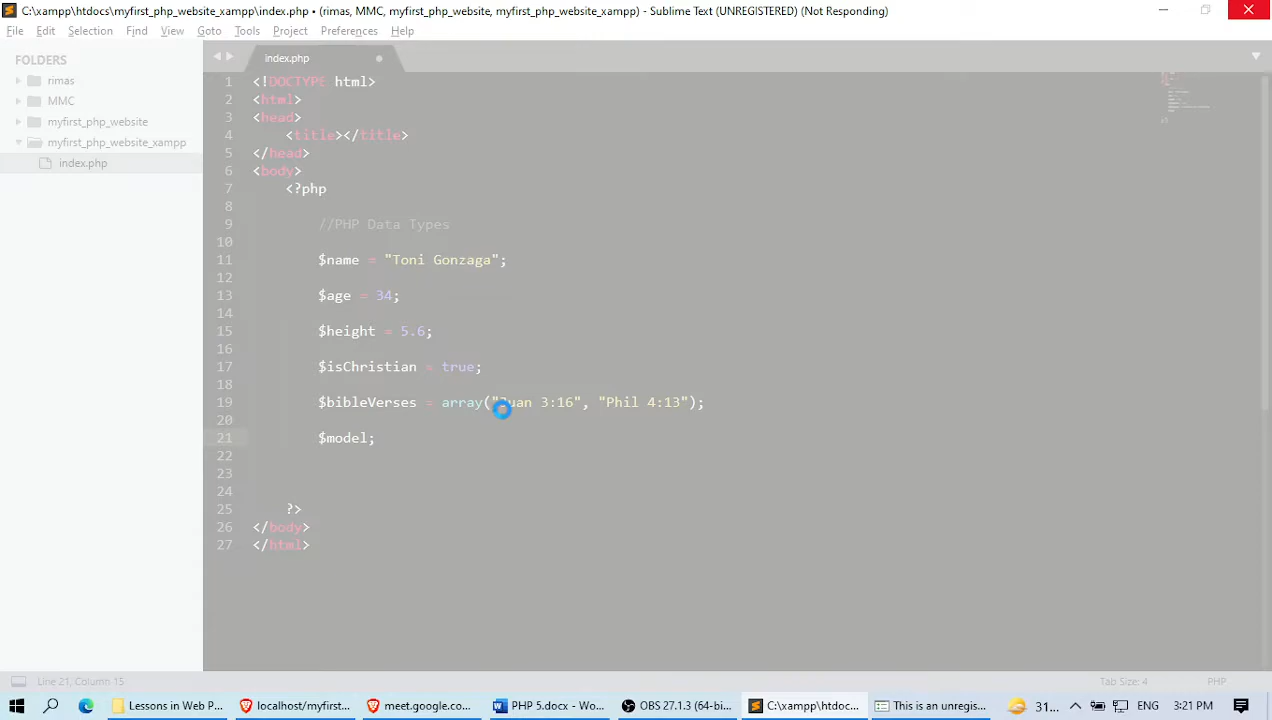 C:\xampp\htdocs\myfirst_php_website_xampp\index.php • (rimas, MMC, myfirst_php_website, myfirst_php_website_xampp) - Sublime Text (UNREGISTERED) (Not Responding)
File Edit Selection Find View Goto Tools Project Preferences Help
FOLDERS
rimas
MMC
myfirst_php_website
myfirst_php_website_xampp
index.php
index.php
1 <!DOCTYPE html>
2 <html>
3 <head>
4 <title></title>
5 </head>
6 <body>
7 <?php
8
9 //PHP Data Types
10
11 $name = "Toni Gonzaga";
12
13 $age = 34;
14
15 $height = 5.6;
16
17 $isChristian = true;
18
19 $bibleVerses = array("Juan 3:16", "Phil 4:13");
20
21 $model;
22
23
24
25 ?>
26 </body>
27 </html>
Line 21, Column 15 Tab Size: 4 PHP
Lessons in Web P... localhost/myfirst... meet.google.co... PHP 5.docx - Wo... OBS 27.1.3 (64-bi... C:\xampp\htdoc... This is an unregis... 31... ENG 3:21 PM